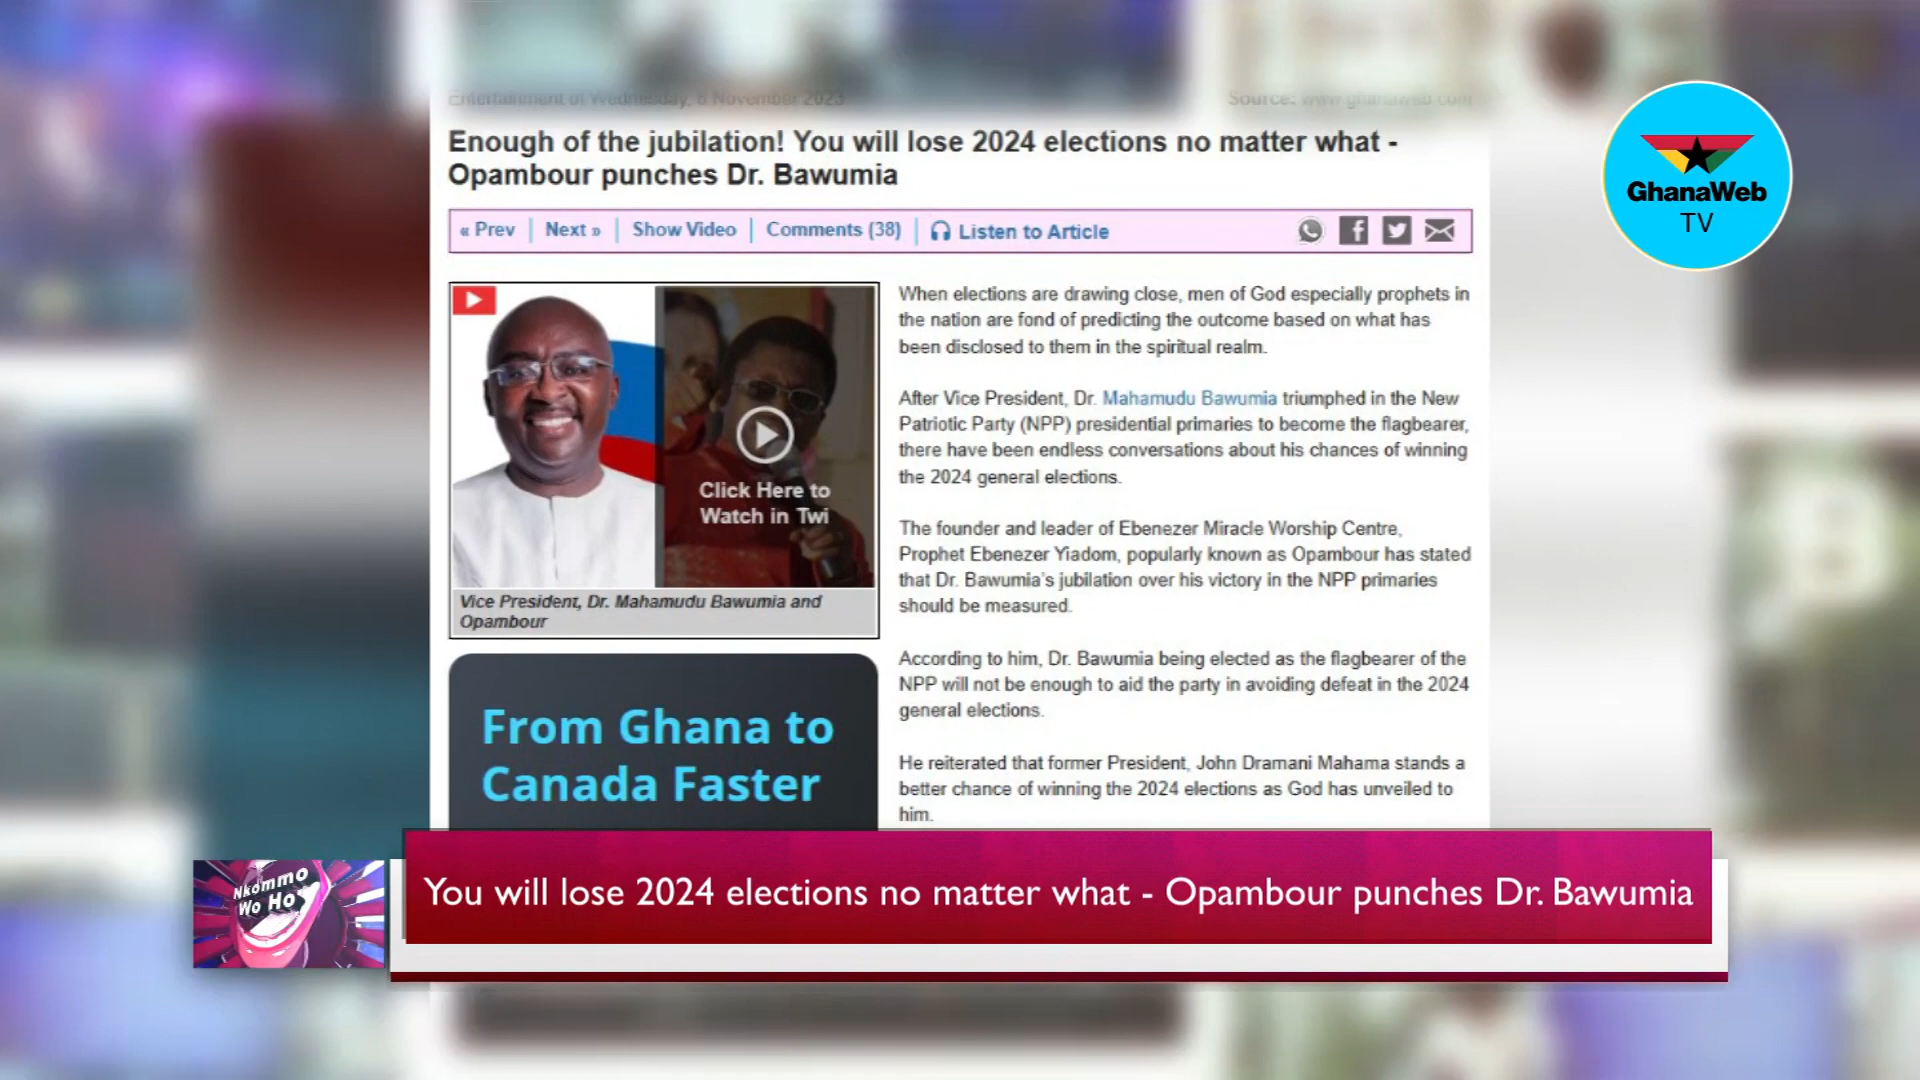 Entertainment of Wednesday, 8 November 2023
Source: www.ghanaweb.com
Enough of the jubilation! You will lose 2024 elections no matter what -
Opambour punches Dr. Bawumia
« Prev
Next »
Show Video
Comments (38)
Listen to Article
Click Here to
Watch in Twi
Vice President, Dr. Mahamudu Bawumia and
Opambour
From Ghana to
Canada Faster
When elections are drawing close, men of God especially prophets in
the nation are fond of predicting the outcome based on what has
been disclosed to them in the spiritual realm.
After Vice President, Dr. Mahamudu Bawumia triumphed in the New
Patriotic Party (NPP) presidential primaries to become the flagbearer,
there have been endless conversations about his chances of winning
the 2024 general elections.
The founder and leader of Ebenezer Miracle Worship Centre,
Prophet Ebenezer Yiadom, popularly known as Opambour has stated
that Dr. Bawumia's jubilation over his victory in the NPP primaries
should be measured.
According to him, Dr. Bawumia being elected as the flagbearer of the
NPP will not be enough to aid the party in avoiding defeat in the 2024
general elections.
He reiterated that former President, John Dramani Mahama stands a
better chance of winning the 2024 elections as God has unveiled to
him.
GhanaWeb
TV
Nkommo
Wo Ho
You will lose 2024 elections no matter what - Opambour punches Dr. Bawumia